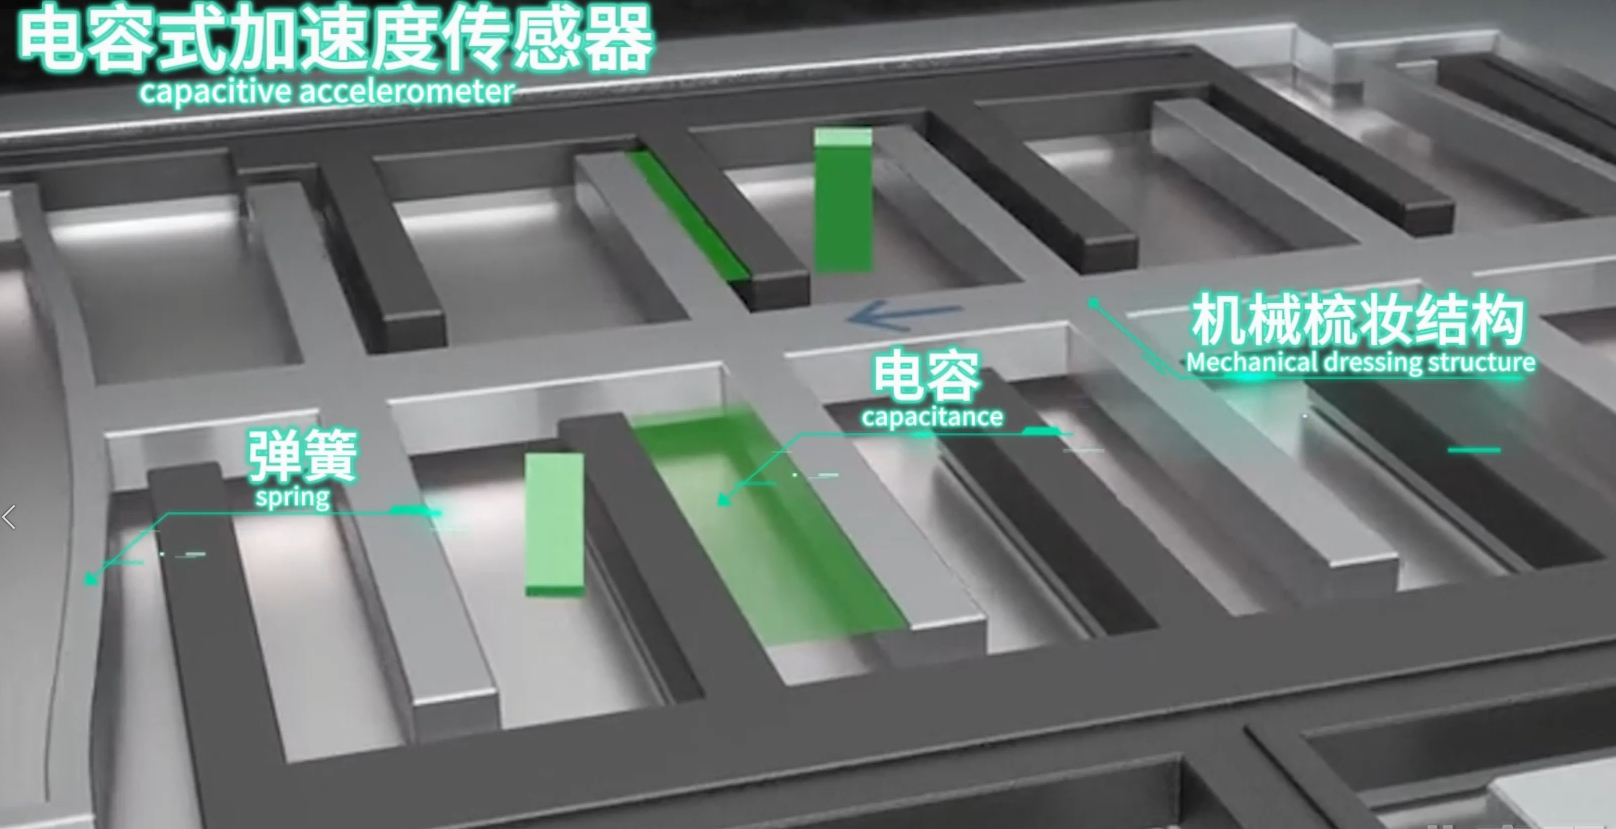 电容式加速度传感器
capacitive accelerometer
机械梳妆结构
Mechanical dressing structure
电容
capacitance
弹簧
spring